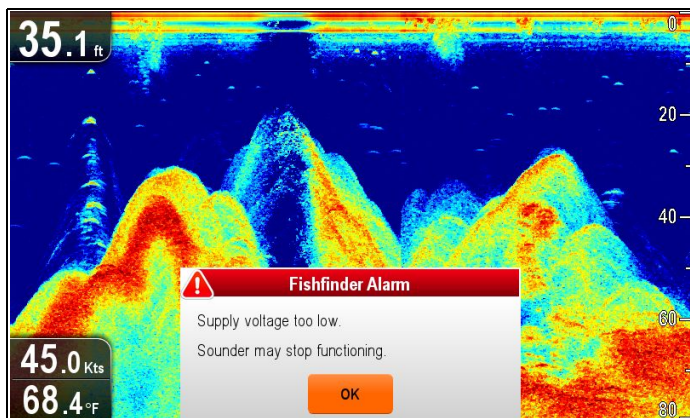 35.1 ft
0
20
40
60
80
Fishfinder Alarm
Supply voltage too low.
Sounder may stop functioning.
OK
45.0 Kts
68.4°F